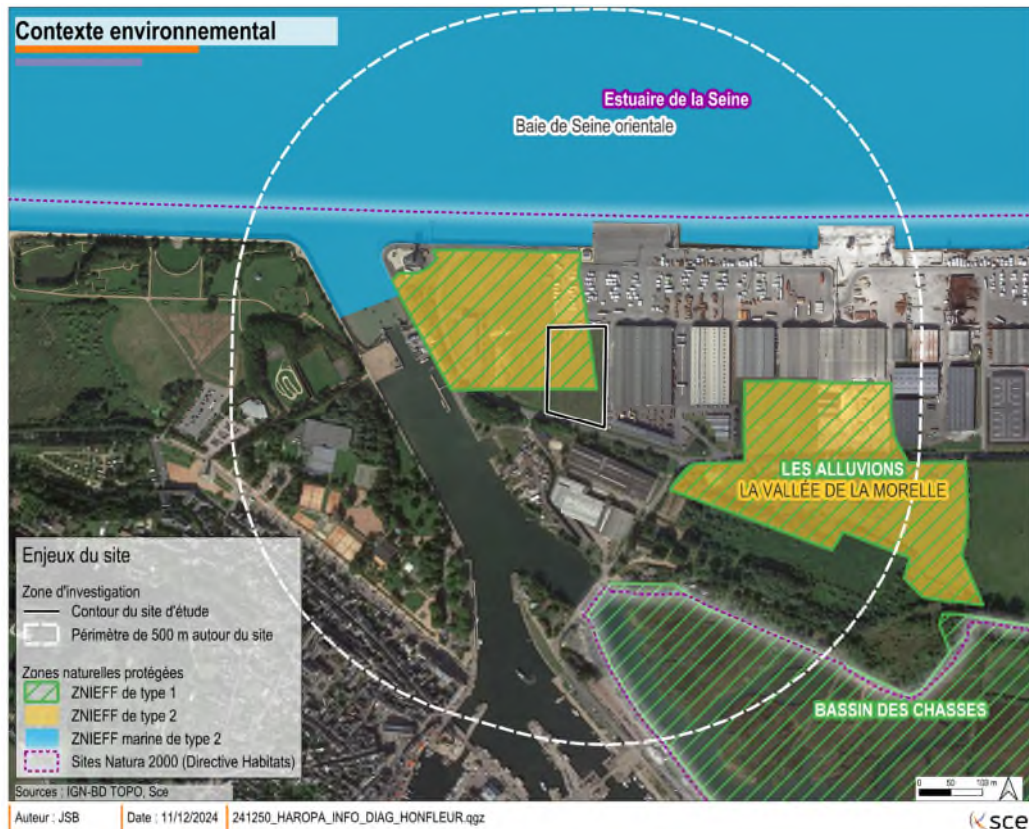 Contexte environnemental
Estuaire de la Seine
Baie de Seine orientale
LES ALLUVIONS
LA VALLÉE DE LA MORELLE
BASSIN DES CHASSES
Enjeux du site
Zone d'investigation
Contour du site d'étude
Périmètre de 500 m autour du site
Zones naturelles protégées
ZNIEFF de type 1
ZNIEFF de type 2
ZNIEFF marine de type 2
Sites Natura 2000 (Directive Habitats)
Sources : IGN-BD TOPO, Sce
0 50 100 m
Auteur : JSB Date : 11/12/2024 241250_HAROPA_INFO_DIAG_HONFLEUR.qgz
sce